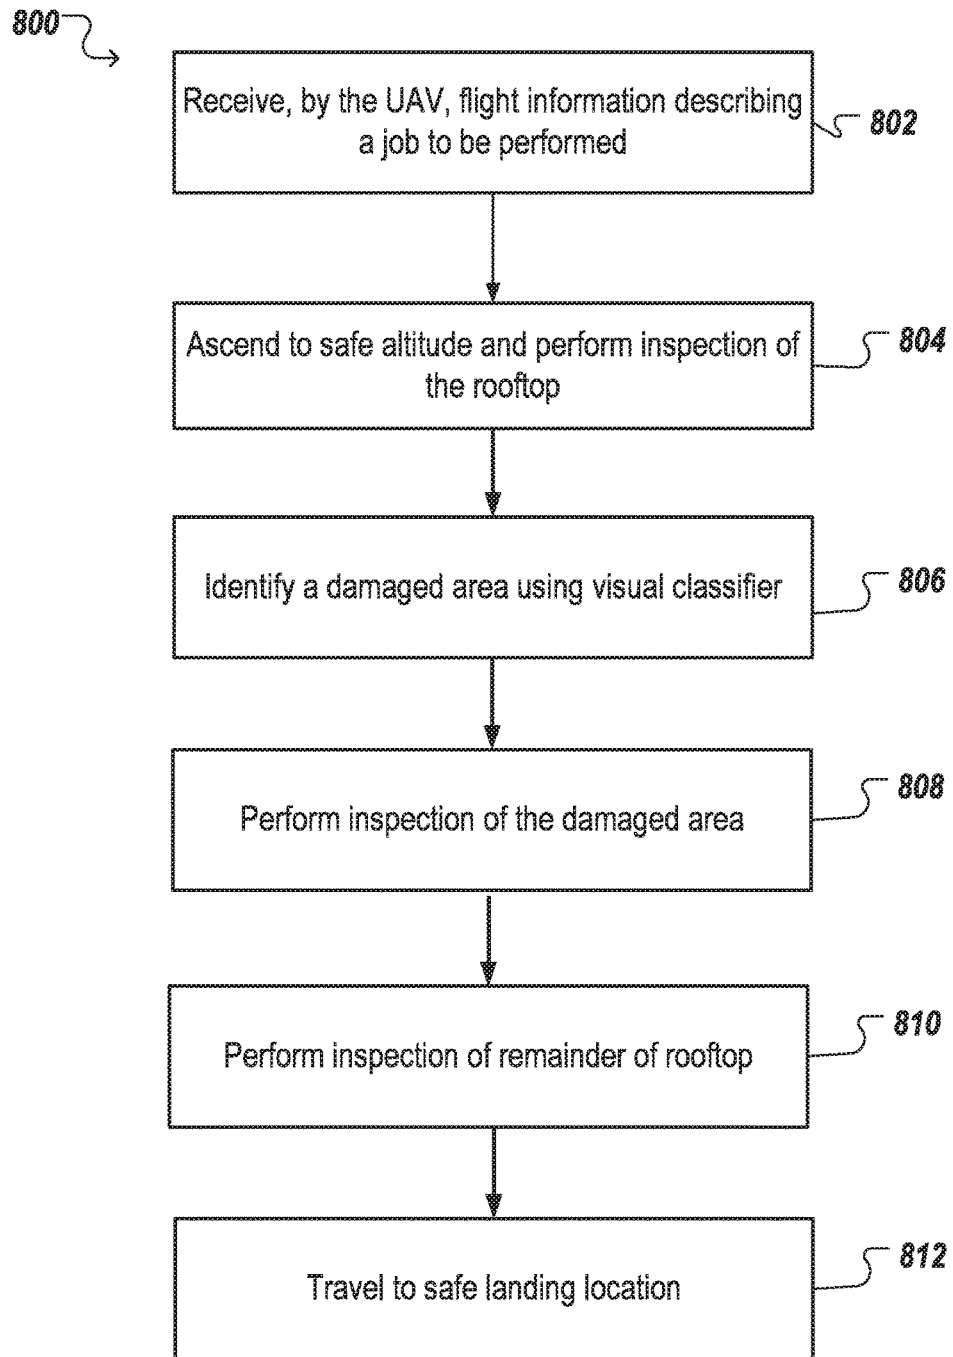 800
Receive, by the UAV, flight information describing
a job to be performed
802
Ascend to safe altitude and perform inspection of
the rooftop
804
Identify a damaged area using visual classifier
806
Perform inspection of the damaged area
808
Perform inspection of remainder of rooftop
810
Travel to safe landing location
812